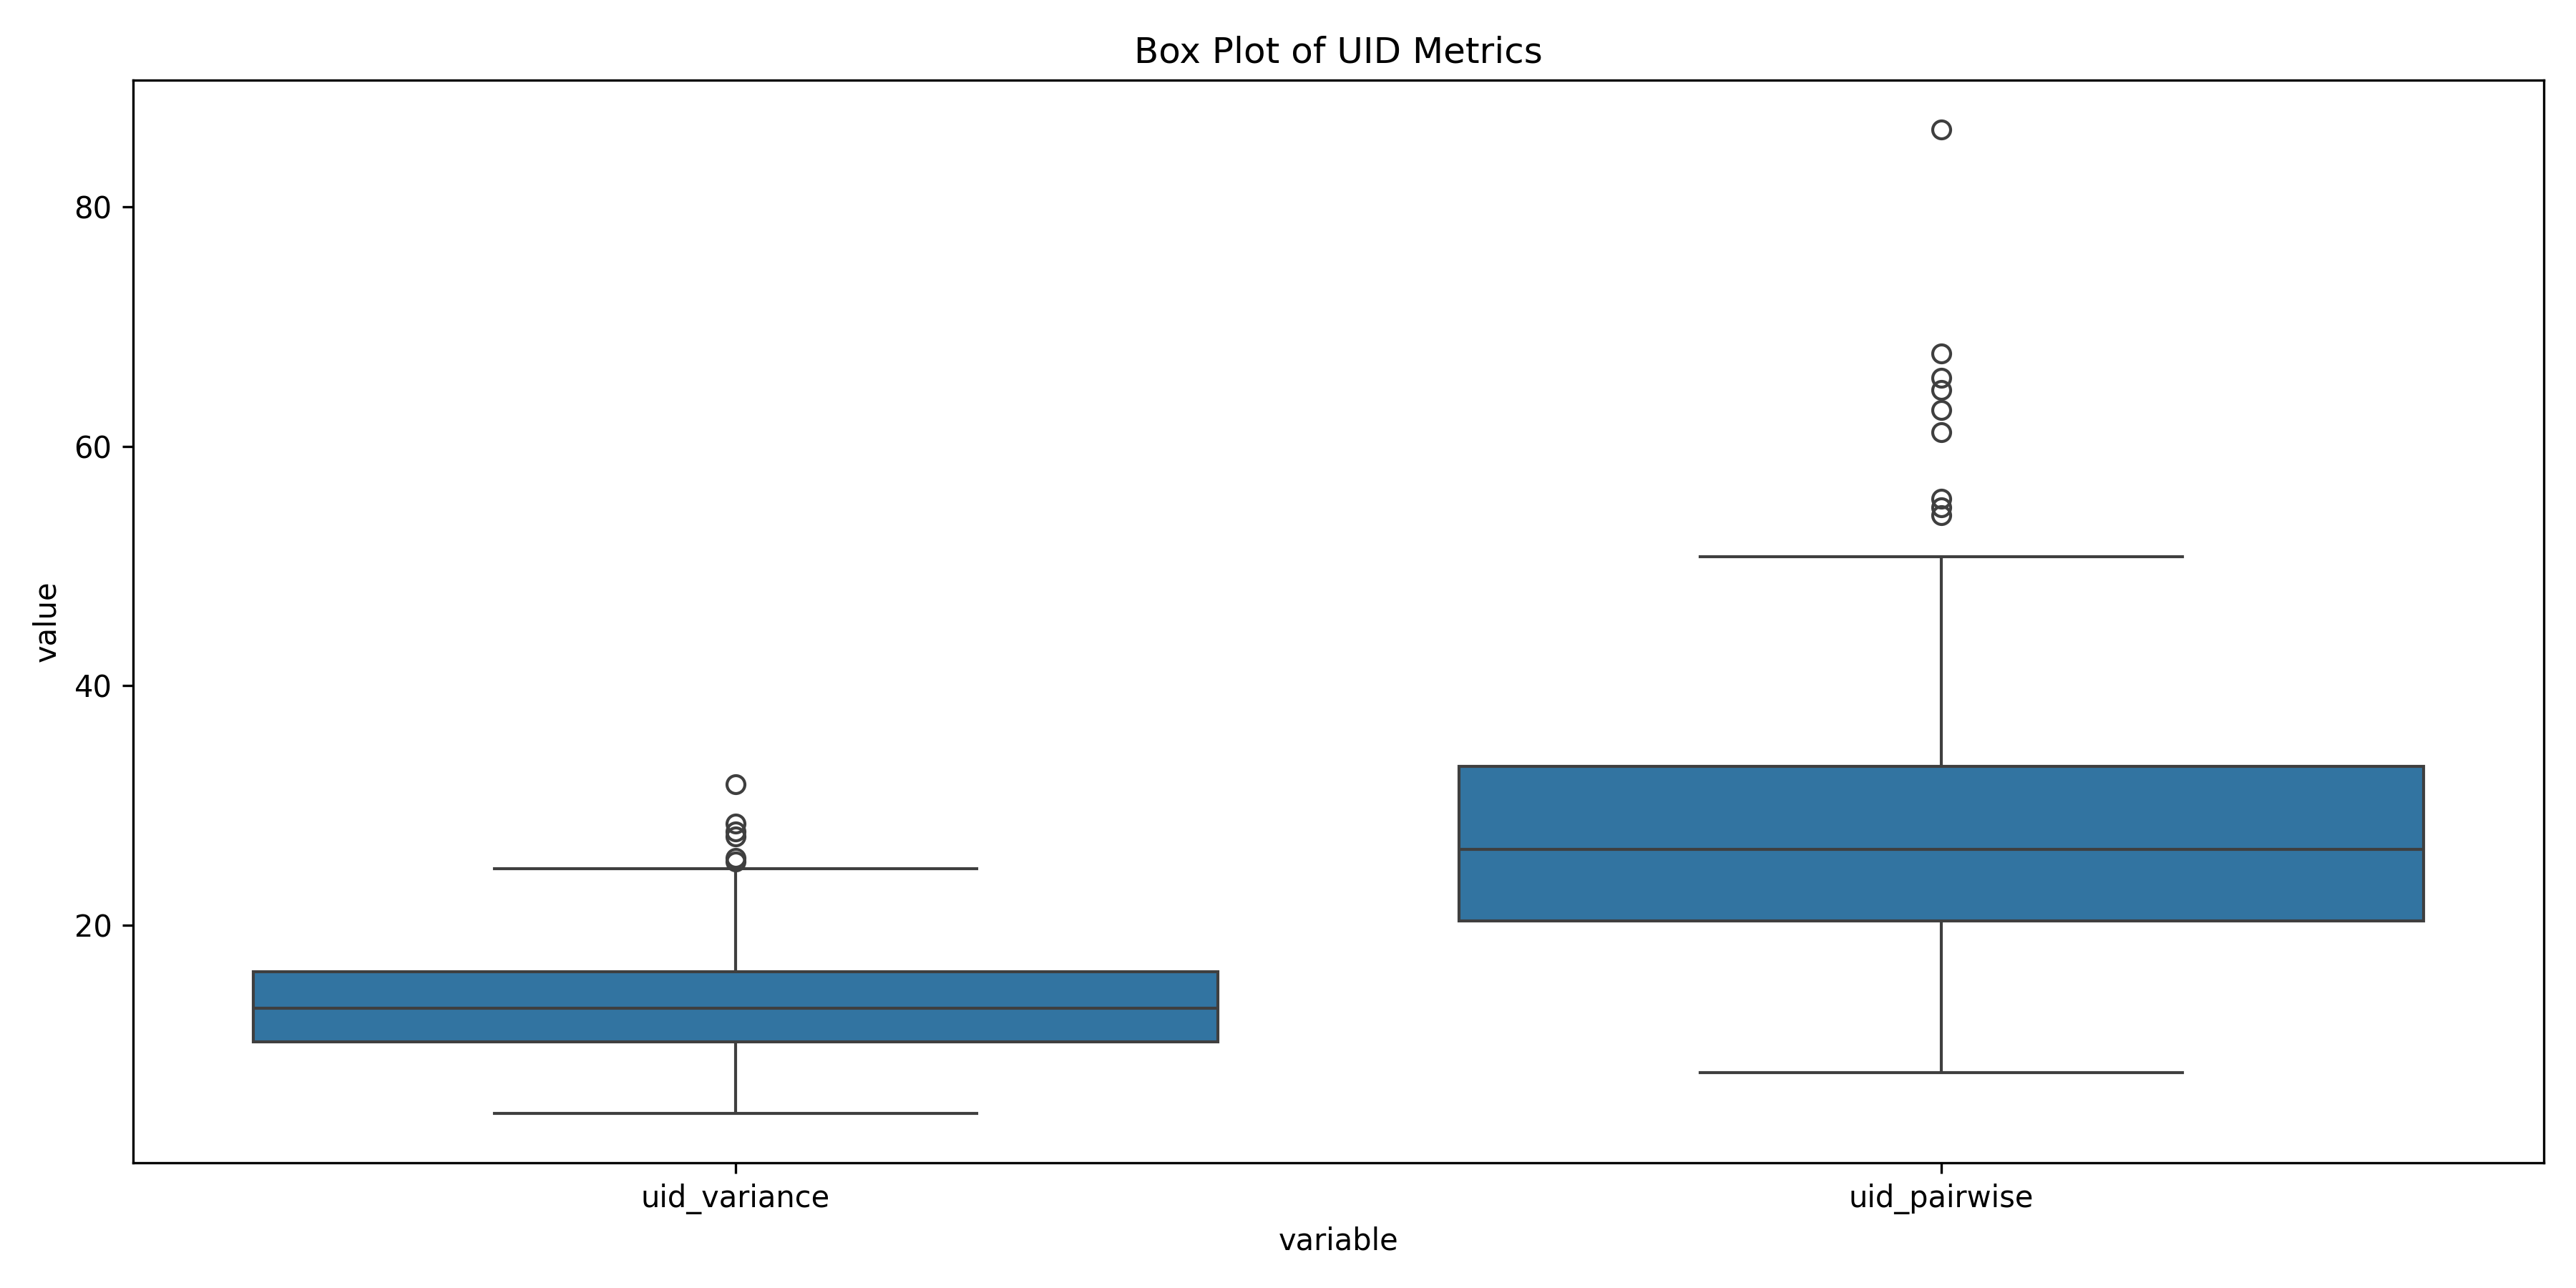 Box Plot of UID Metrics
80
60
40
20
value
uid_variance
uid_pairwise
variable